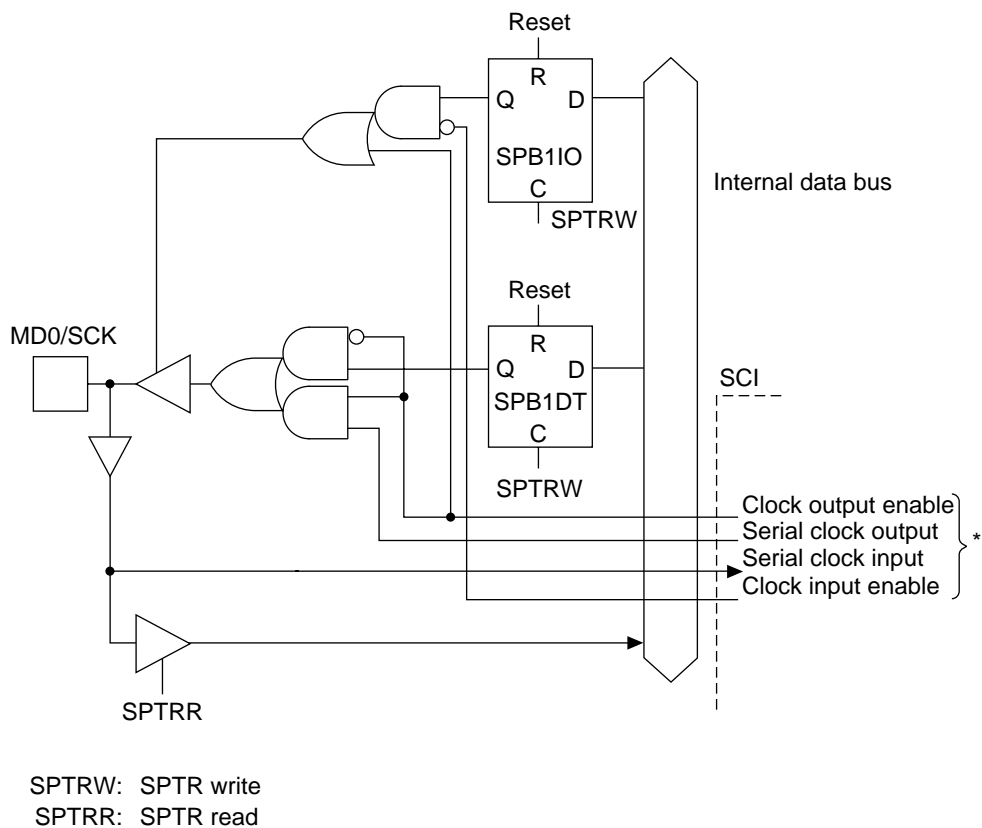 Reset
R
Q D
SPB1IO
C
SPTRW
Internal data bus
Reset
MD0/SCK
R
Q D
SPB1DT
C
SPTRW
SCI
Clock output enable
Serial clock output
Serial clock input
Clock input enable
*
SPTRR
SPTRW: SPTR write
SPTRR: SPTR read